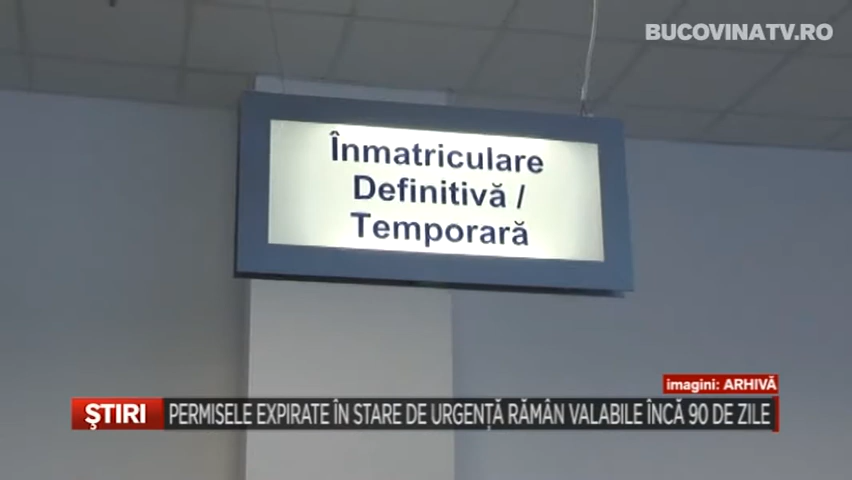 BUCOVINATV.RO
Înmatriculare
Definitivă /
Temporară
imagini: ARHIVĂ
ŞTIRI PERMISELE EXPIRATE ÎN STARE DE URGENȚĂ RĂMÂN VALABILE ÎNCĂ 90 DE ZILE